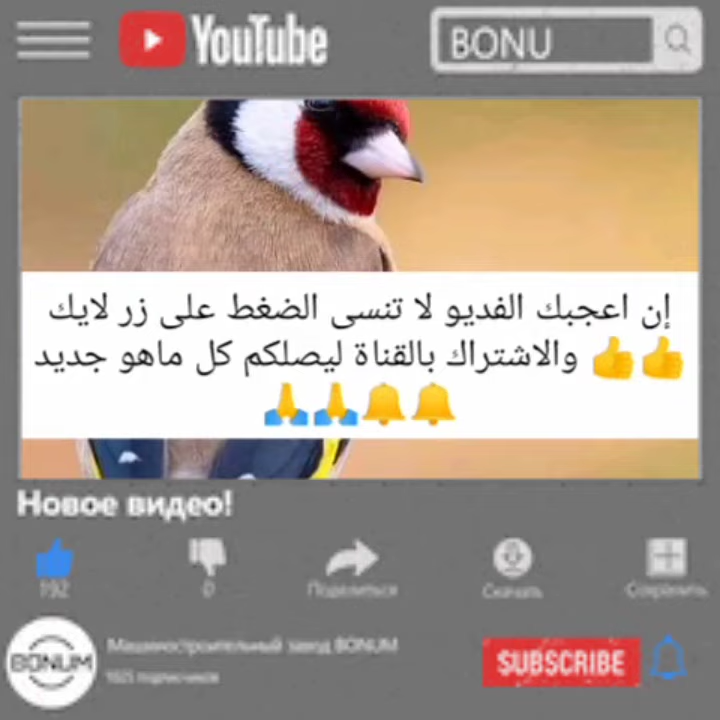 YouTube
BONU
إن اعجبك الفديو لا تنسى الضغط على زر لايك
👍👍 والاشتراك بالقناة ليصلكم كل ماهو جديد
🔔🔔🙏🙏
Новое видео!
192
0
Поделиться
Скачать
Сохранить
BONUM
Машиностроительный завод BONUM
подписчиков
SUBSCRIBE